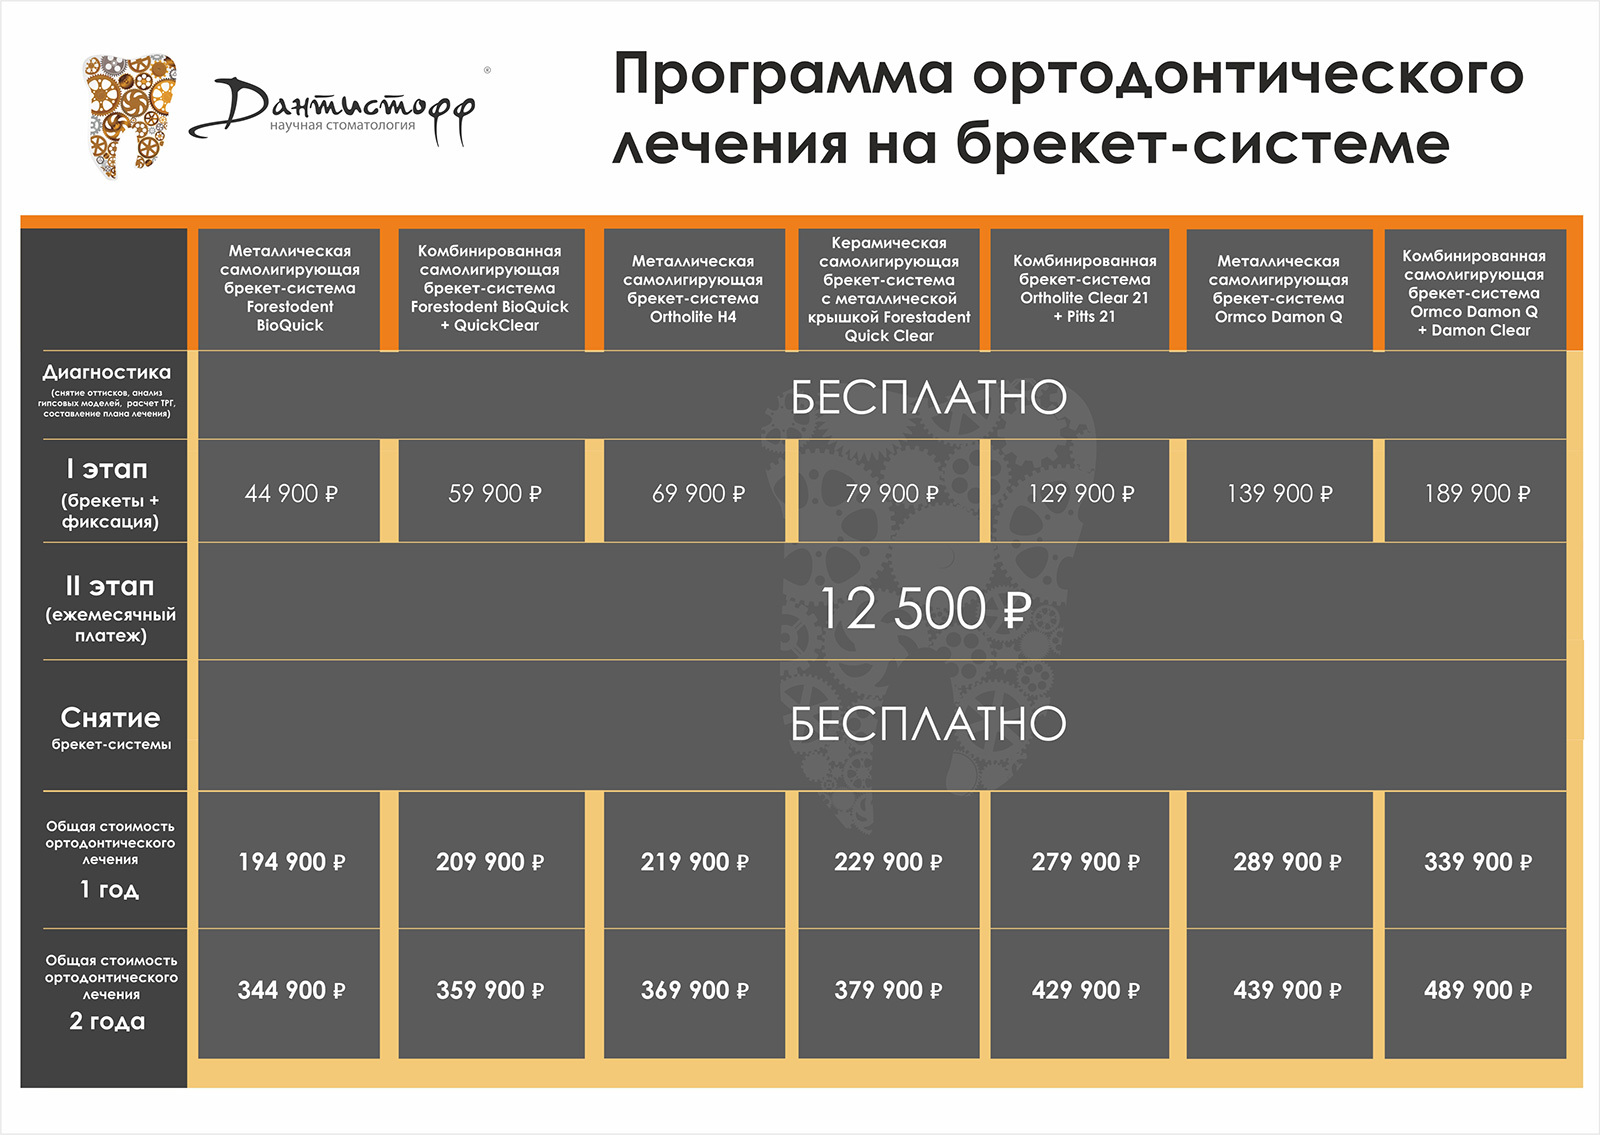 Дантистофф
®
научная стоматология
Программа ортодонтического
лечения на брекет-системе
Металлическая
самолигирующая
брекет-система
Forestodent
BioQuick
Комбинированная
самолигирующая
брекет-система
Forestodent BioQuick
+ QuickClear
Металлическая
самолигирующая
брекет-система
Ortholite H4
Керамическая
самолигирующая
брекет-система
с металлической
крышкой Forestadent
Quick Clear
Комбинированная
брекет-система
Ortholite Clear 21
+ Pitts 21
Металлическая
самолигирующая
брекет-система
Ormco Damon Q
Комбинированная
самолигирующая
брекет-система
Ormco Damon Q
+ Damon Clear
Диагностика
(снятие оттисков, анализ
гипсовых моделей, расчет ТРГ,
составление плана лечения)
БЕСПЛАТНО
I этап
(брекеты +
фиксация)
44 900 ₽
59 900 ₽
69 900 ₽
79 900 ₽
129 900 ₽
139 900 ₽
189 900 ₽
II этап
(ежемесячный
платеж)
12 500 ₽
Снятие
брекет-системы
БЕСПЛАТНО
Общая стоимость
ортодонтического
лечения
1 год
194 900 ₽
209 900 ₽
219 900 ₽
229 900 ₽
279 900 ₽
289 900 ₽
339 900 ₽
Общая стоимость
ортодонтического
лечения
2 года
344 900 ₽
359 900 ₽
369 900 ₽
379 900 ₽
429 900 ₽
439 900 ₽
489 900 ₽